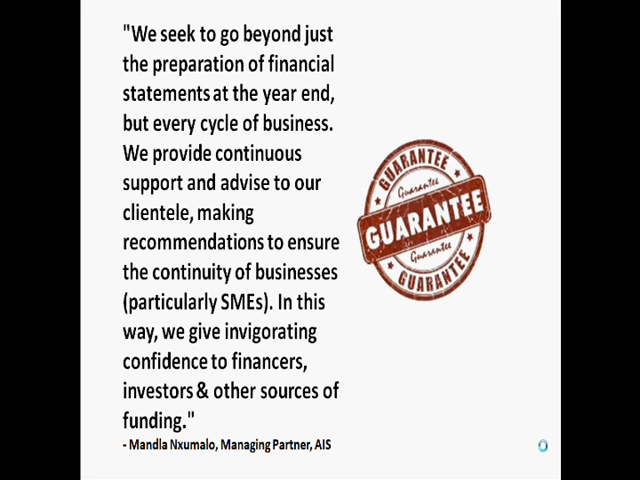 "We seek to go beyond just
the preparation of financial
statements at the year end,
but every cycle of business.
We provide continuous
support and advise to our
clientele, making
recommendations to ensure
the continuity of businesses
(particularly SMEs). In this
way, we give invigorating
confidence to financers,
investors & other sources of
funding."
- Mandla Nxumalo, Managing Partner, AIS
GUARANTEE
Guarantee
GUARANTEE
Guarantee
GUARANTEE